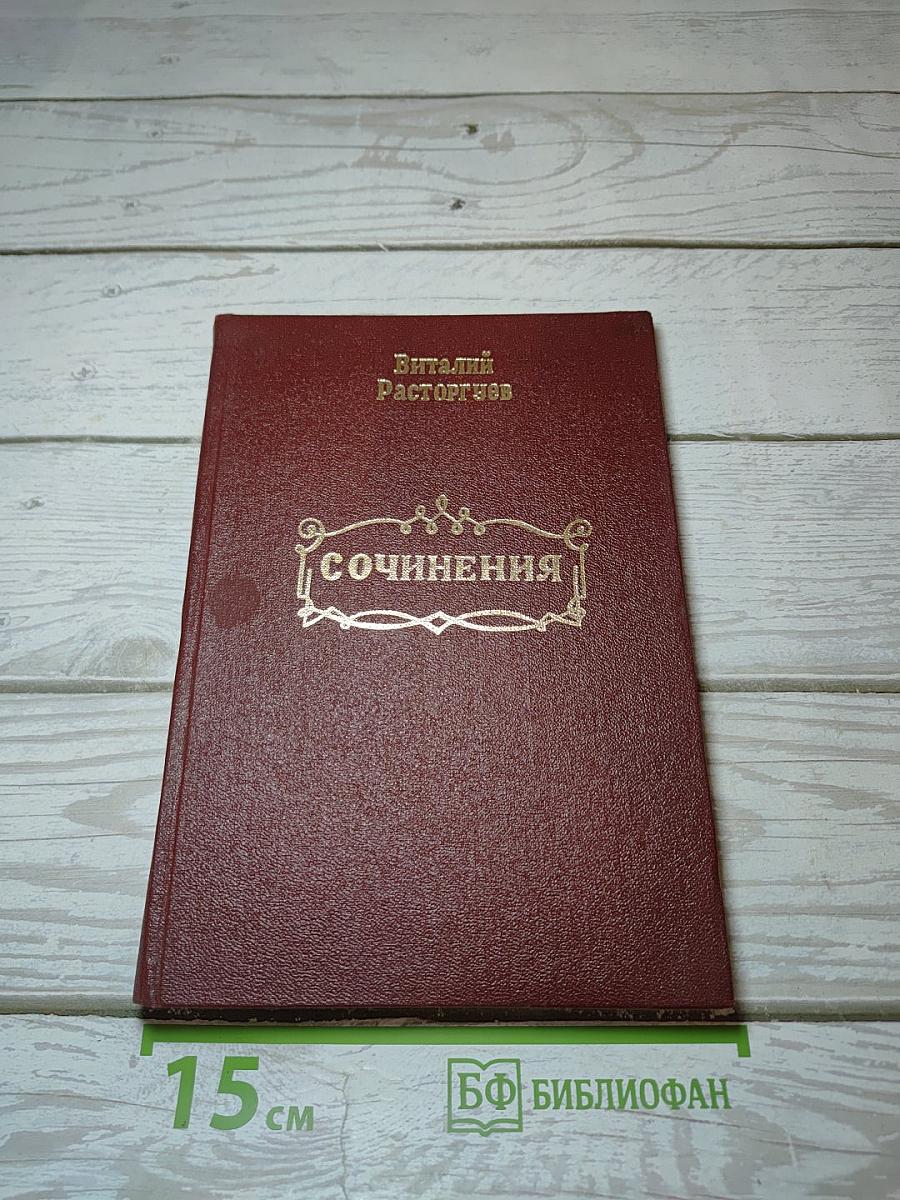 Виталий
Расторгуев
СОЧИНЕНИЯ
15 см
БФ БИБЛИОФАН